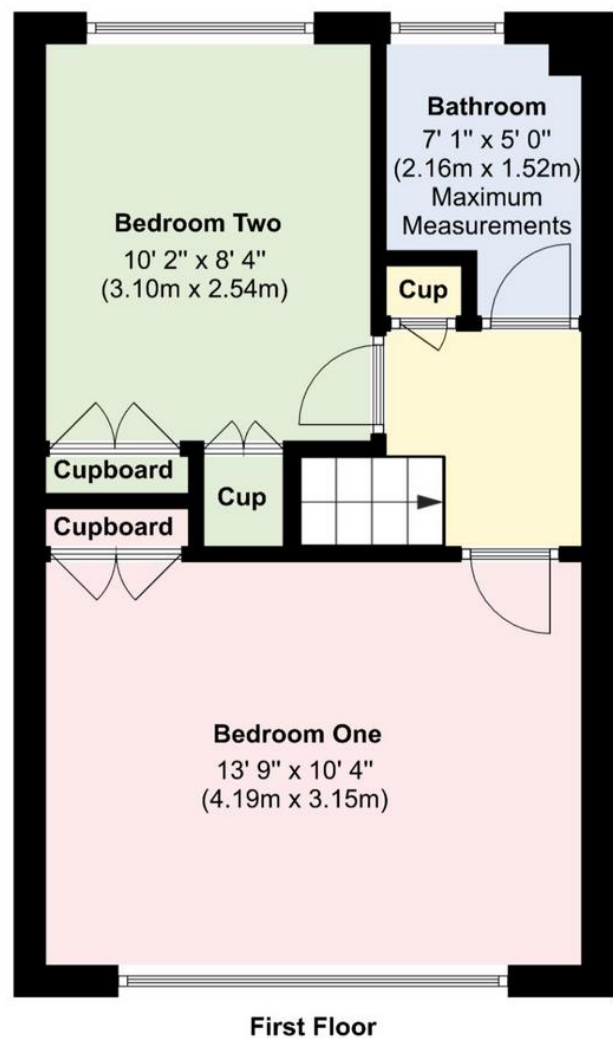 Bathroom
7' 1" x 5' 0"
(2.16m x 1.52m)
Maximum
Measurements
Bedroom Two
10' 2" x 8' 4"
(3.10m x 2.54m)
Cup
Cupboard
Cup
Cupboard
Bedroom One
13' 9" x 10' 4"
(4.19m x 3.15m)
First Floor